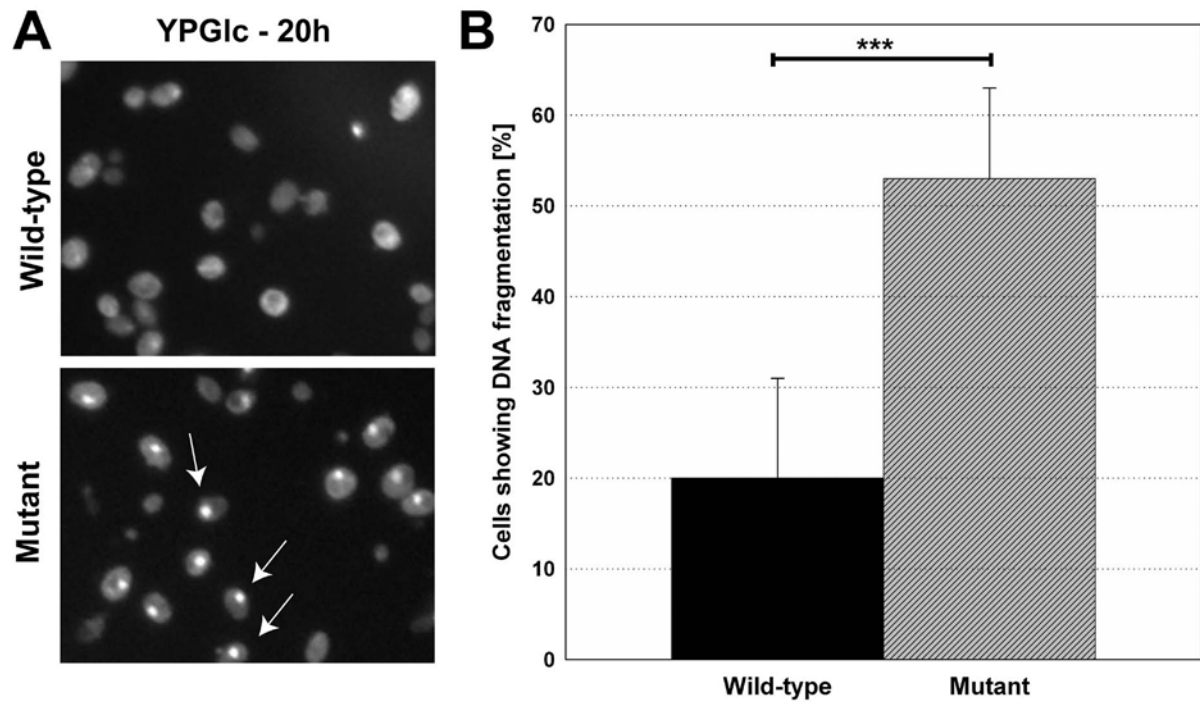 A
YPGlc - 20h
Wild-type
Mutant
B
Cells showing DNA fragmentation [%]
70
60
50
40
30
20
10
0
***
Wild-type
Mutant